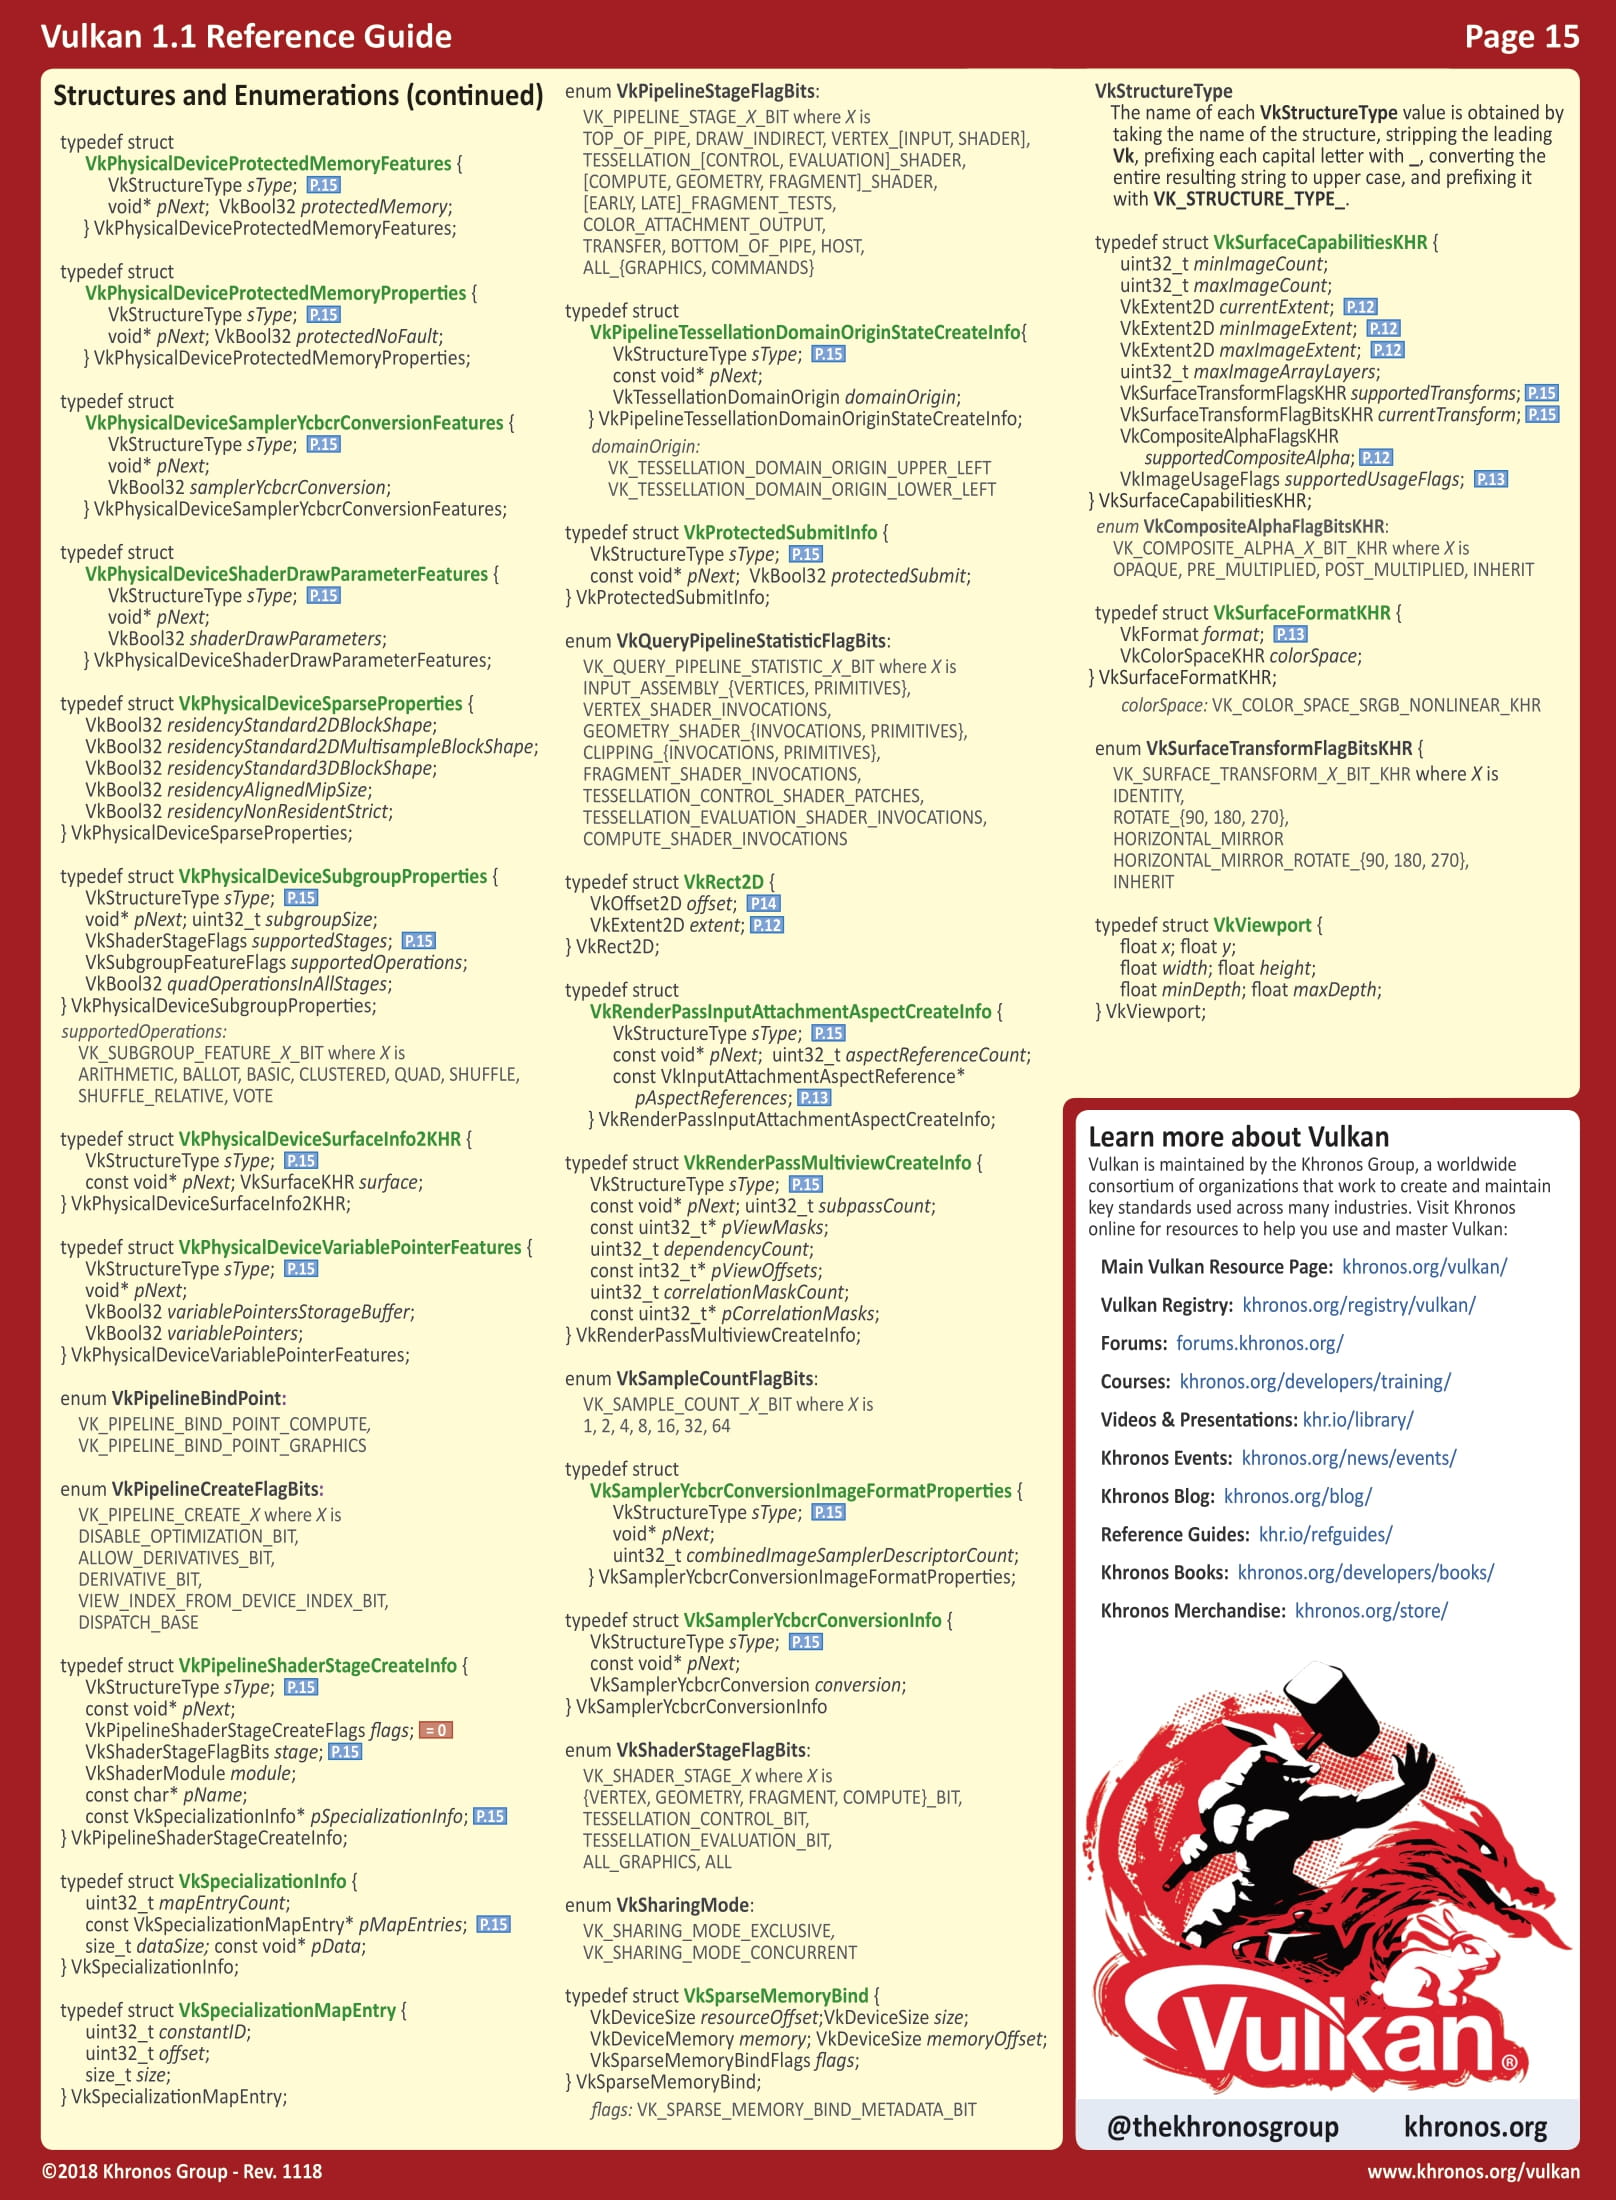 Vulkan 1.1 Reference Guide
Page 15
Structures and Enumerations (continued)
typedef struct
VkPhysicalDeviceProtectedMemoryFeatures {
VkStructureType sType; P.15
void* pNext; VkBool32 protectedMemory;
} VkPhysicalDeviceProtectedMemoryFeatures;
typedef struct
VkPhysicalDeviceProtectedMemoryProperties {
VkStructureType sType; P.15
void* pNext; VkBool32 protectedNoFault;
} VkPhysicalDeviceProtectedMemoryProperties;
typedef struct
VkPhysicalDeviceSamplerYcbcrConversionFeatures {
VkStructureType sType; P.15
void* pNext;
VkBool32 samplerYcbcrConversion;
} VkPhysicalDeviceSamplerYcbcrConversionFeatures;
typedef struct
VkPhysicalDeviceShaderDrawParameterFeatures {
VkStructureType sType; P.15
void* pNext;
VkBool32 shaderDrawParameters;
} VkPhysicalDeviceShaderDrawParameterFeatures;
typedef struct VkPhysicalDeviceSparseProperties {
VkBool32 residencyStandard2DBlockShape;
VkBool32 residencyStandard2DMultisampleBlockShape;
VkBool32 residencyStandard3DBlockShape;
VkBool32 residencyAlignedMipSize;
VkBool32 residencyNonResidentStrict;
} VkPhysicalDeviceSparseProperties;
typedef struct VkPhysicalDeviceSubgroupProperties {
VkStructureType sType; P.15
void* pNext; uint32_t subgroupSize;
VkShaderStageFlags supportedStages; P.15
VkSubgroupFeatureFlags supportedOperations;
VkBool32 quadOperationsInAllStages;
} VkPhysicalDeviceSubgroupProperties;
supportedOperations:
VK_SUBGROUP_FEATURE_X_BIT where X is
ARITHMETIC, BALLOT, BASIC, CLUSTERED, QUAD, SHUFFLE,
SHUFFLE_RELATIVE, VOTE
typedef struct VkPhysicalDeviceSurfaceInfo2KHR {
VkStructureType sType; P.15
const void* pNext; VkSurfaceKHR surface;
} VkPhysicalDeviceSurfaceInfo2KHR;
typedef struct VkPhysicalDeviceVariablePointerFeatures {
VkStructureType sType; P.15
void* pNext;
VkBool32 variablePointersStorageBuffer;
VkBool32 variablePointers;
} VkPhysicalDeviceVariablePointerFeatures;
enum VkPipelineBindPoint:
VK_PIPELINE_BIND_POINT_COMPUTE,
VK_PIPELINE_BIND_POINT_GRAPHICS
enum VkPipelineCreateFlagBits:
VK_PIPELINE_CREATE_X where X is
DISABLE_OPTIMIZATION_BIT,
ALLOW_DERIVATIVES_BIT,
DERIVATIVE_BIT,
VIEW_INDEX_FROM_DEVICE_INDEX_BIT,
DISPATCH_BASE
typedef struct VkPipelineShaderStageCreateInfo {
VkStructureType sType; P.15
const void* pNext;
VkPipelineShaderStageCreateFlags flags; = 0
VkShaderStageFlagBits stage; P.15
VkShaderModule module;
const char* pName;
const VkSpecializationInfo* pSpecializationInfo; P.15
} VkPipelineShaderStageCreateInfo;
typedef struct VkSpecializationInfo {
uint32_t mapEntryCount;
const VkSpecializationMapEntry* pMapEntries; P.15
size_t dataSize; const void* pData;
} VkSpecializationInfo;
typedef struct VkSpecializationMapEntry {
uint32_t constantID;
uint32_t offset;
size_t size;
} VkSpecializationMapEntry;
enum VkPipelineStageFlagBits:
VK_PIPELINE_STAGE_X_BIT where X is
TOP_OF_PIPE, DRAW_INDIRECT, VERTEX_[INPUT, SHADER],
TESSELLATION_[CONTROL, EVALUATION]_SHADER,
[COMPUTE, GEOMETRY, FRAGMENT]_SHADER,
[EARLY, LATE]_FRAGMENT_TESTS,
COLOR_ATTACHMENT_OUTPUT,
TRANSFER, BOTTOM_OF_PIPE, HOST,
ALL_{GRAPHICS, COMMANDS}
typedef struct
VkPipelineTessellationDomainOriginStateCreateInfo{
VkStructureType sType; P.15
const void* pNext;
VkTessellationDomainOrigin domainOrigin;
} VkPipelineTessellationDomainOriginStateCreateInfo;
domainOrigin:
VK_TESSELLATION_DOMAIN_ORIGIN_UPPER_LEFT
VK_TESSELLATION_DOMAIN_ORIGIN_LOWER_LEFT
typedef struct VkProtectedSubmitInfo {
VkStructureType sType; P.15
const void* pNext; VkBool32 protectedSubmit;
} VkProtectedSubmitInfo;
enum VkQueryPipelineStatisticFlagBits:
VK_QUERY_PIPELINE_STATISTIC_X_BIT where X is
INPUT_ASSEMBLY_{VERTICES, PRIMITIVES},
VERTEX_SHADER_INVOCATIONS,
GEOMETRY_SHADER_{INVOCATIONS, PRIMITIVES},
CLIPPING_{INVOCATIONS, PRIMITIVES},
FRAGMENT_SHADER_INVOCATIONS,
TESSELLATION_CONTROL_SHADER_PATCHES,
TESSELLATION_EVALUATION_SHADER_INVOCATIONS,
COMPUTE_SHADER_INVOCATIONS
typedef struct VkRect2D {
VkOffset2D offset; P14
VkExtent2D extent; P.12
} VkRect2D;
typedef struct
VkRenderPassInputAttachmentAspectCreateInfo {
VkStructureType sType; P.15
const void* pNext; uint32_t aspectReferenceCount;
const VkInputAttachmentAspectReference*
pAspectReferences; P.13
} VkRenderPassInputAttachmentAspectCreateInfo;
typedef struct VkRenderPassMultiviewCreateInfo {
VkStructureType sType; P.15
const void* pNext; uint32_t subpassCount;
const uint32_t* pViewMasks;
uint32_t dependencyCount;
const int32_t* pViewOffsets;
uint32_t correlationMaskCount;
const uint32_t* pCorrelationMasks;
} VkRenderPassMultiviewCreateInfo;
enum VkSampleCountFlagBits:
VK_SAMPLE_COUNT_X_BIT where X is
1, 2, 4, 8, 16, 32, 64
typedef struct
VkSamplerYcbcrConversionImageFormatProperties {
VkStructureType sType; P.15
void* pNext;
uint32_t combinedImageSamplerDescriptorCount;
} VkSamplerYcbcrConversionImageFormatProperties;
typedef struct VkSamplerYcbcrConversionInfo {
VkStructureType sType; P.15
const void* pNext;
VkSamplerYcbcrConversion conversion;
} VkSamplerYcbcrConversionInfo
enum VkShaderStageFlagBits:
VK_SHADER_STAGE_X where X is
{VERTEX, GEOMETRY, FRAGMENT, COMPUTE}_BIT,
TESSELLATION_CONTROL_BIT,
TESSELLATION_EVALUATION_BIT,
ALL_GRAPHICS, ALL
enum VkSharingMode:
VK_SHARING_MODE_EXCLUSIVE,
VK_SHARING_MODE_CONCURRENT
typedef struct VkSparseMemoryBind {
VkDeviceSize resourceOffset;VkDeviceSize size;
VkDeviceMemory memory; VkDeviceSize memoryOffset;
VkSparseMemoryBindFlags flags;
} VkSparseMemoryBind;
flags: VK_SPARSE_MEMORY_BIND_METADATA_BIT
VkStructureType
The name of each VkStructureType value is obtained by
taking the name of the structure, stripping the leading
Vk, prefixing each capital letter with _, converting the
entire resulting string to upper case, and prefixing it
with VK_STRUCTURE_TYPE_.
typedef struct VkSurfaceCapabilitiesKHR {
uint32_t minImageCount;
uint32_t maxImageCount;
VkExtent2D currentExtent; P.12
VkExtent2D minImageExtent; P.12
VkExtent2D maxImageExtent; P.12
uint32_t maxImageArrayLayers;
VkSurfaceTransformFlagsKHR supportedTransforms; P.15
VkSurfaceTransformFlagBitsKHR currentTransform; P.15
VkCompositeAlphaFlagsKHR
supportedCompositeAlpha; P.12
VkImageUsageFlags supportedUsageFlags; P.13
} VkSurfaceCapabilitiesKHR;
enum VkCompositeAlphaFlagBitsKHR:
VK_COMPOSITE_ALPHA_X_BIT_KHR where X is
OPAQUE, PRE_MULTIPLIED, POST_MULTIPLIED, INHERIT
typedef struct VkSurfaceFormatKHR {
VkFormat format; P.13
VkColorSpaceKHR colorSpace;
} VkSurfaceFormatKHR;
colorSpace: VK_COLOR_SPACE_SRGB_NONLINEAR_KHR
enum VkSurfaceTransformFlagBitsKHR {
VK_SURFACE_TRANSFORM_X_BIT_KHR where X is
IDENTITY,
ROTATE_{90, 180, 270},
HORIZONTAL_MIRROR
HORIZONTAL_MIRROR_ROTATE_{90, 180, 270},
INHERIT
typedef struct VkViewport {
float x; float y;
float width; float height;
float minDepth; float maxDepth;
} VkViewport;
Learn more about Vulkan
Vulkan is maintained by the Khronos Group, a worldwide
consortium of organizations that work to create and maintain
key standards used across many industries. Visit Khronos
online for resources to help you use and master Vulkan:
Main Vulkan Resource Page: khronos.org/vulkan/
Vulkan Registry: khronos.org/registry/vulkan/
Forums: forums.khronos.org/
Courses: khronos.org/developers/training/
Videos & Presentations: khr.io/library/
Khronos Events: khronos.org/news/events/
Khronos Blog: khronos.org/blog/
Reference Guides: khr.io/refguides/
Khronos Books: khronos.org/developers/books/
Khronos Merchandise: khronos.org/store/
Vulkan®
@thekhronosgroup khronos.org
©2018 Khronos Group - Rev. 1118
www.khronos.org/vulkan